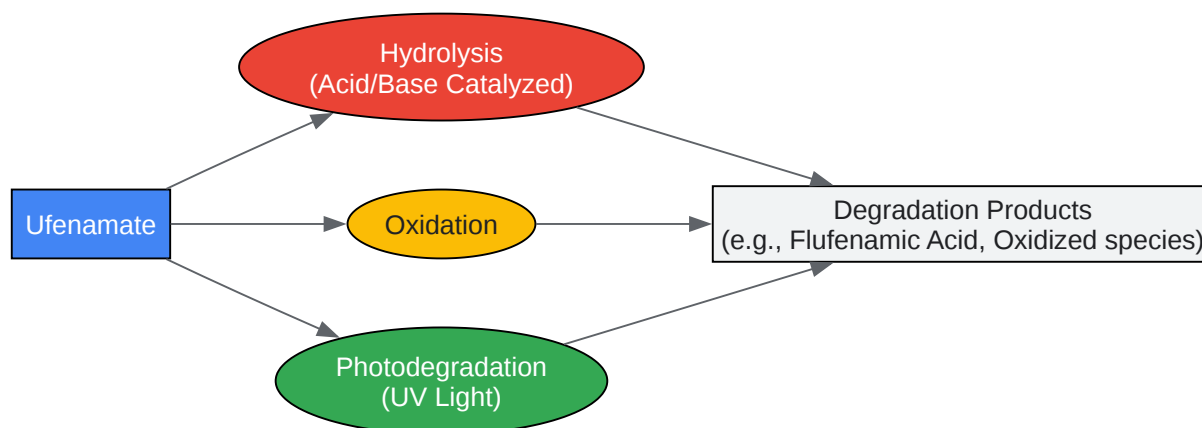 Hydrolysis
(Acid/Base Catalyzed)
Ufenamate
Oxidation
Degradation Products
(e.g., Flufenamic Acid, Oxidized species)
Photodegradation
(UV Light)